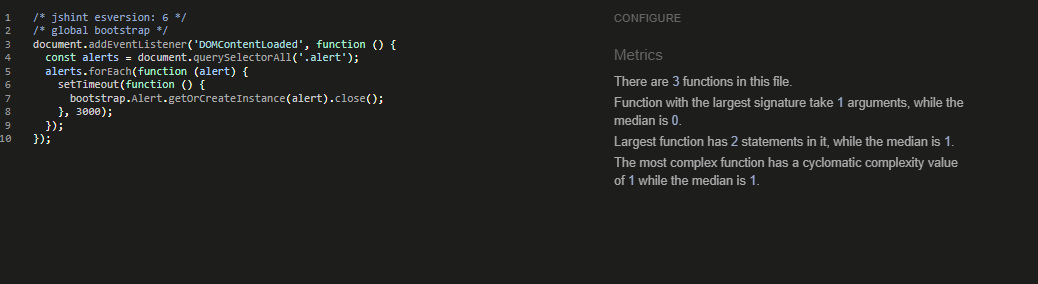 1 /* jshint esversion: 6 */
2 /* global bootstrap */
3 document.addEventListener('DOMContentLoaded', function () {
4   const alerts = document.querySelectorAll('.alert');
5   alerts.forEach(function (alert) {
6     setTimeout(function () {
7       bootstrap.Alert.getOrCreateInstance(alert).close();
8     }, 3000);
9   });
10 });
CONFIGURE
Metrics
There are 3 functions in this file.
Function with the largest signature take 1 arguments, while the
median is 0.
Largest function has 2 statements in it, while the median is 1.
The most complex function has a cyclomatic complexity value
of 1 while the median is 1.